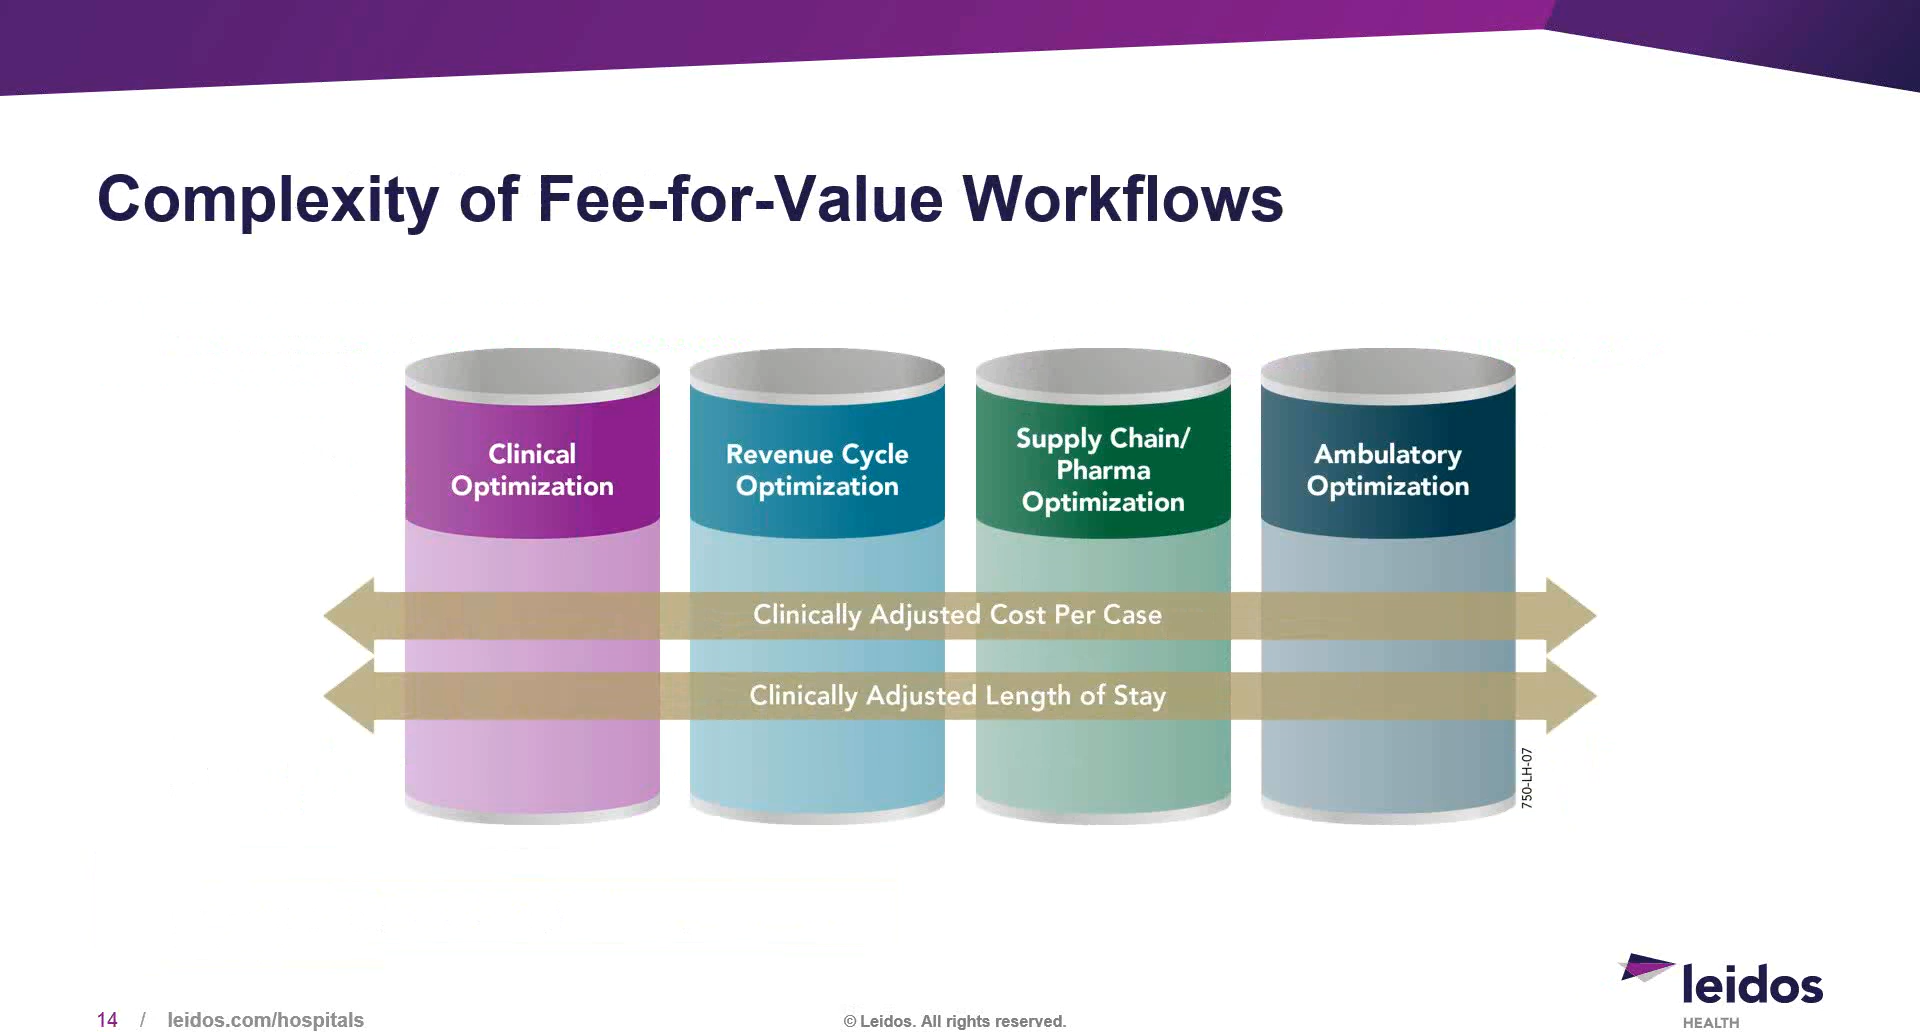 Complexity of Fee-for-Value Workflows
Clinical
Optimization
Revenue Cycle
Optimization
Supply Chain/
Pharma
Optimization
Ambulatory
Optimization
Clinically Adjusted Cost Per Case
Clinically Adjusted Length of Stay
750-LH-07
leidos
HEALTH
14 / leidos.com/hospitals
© Leidos. All rights reserved.